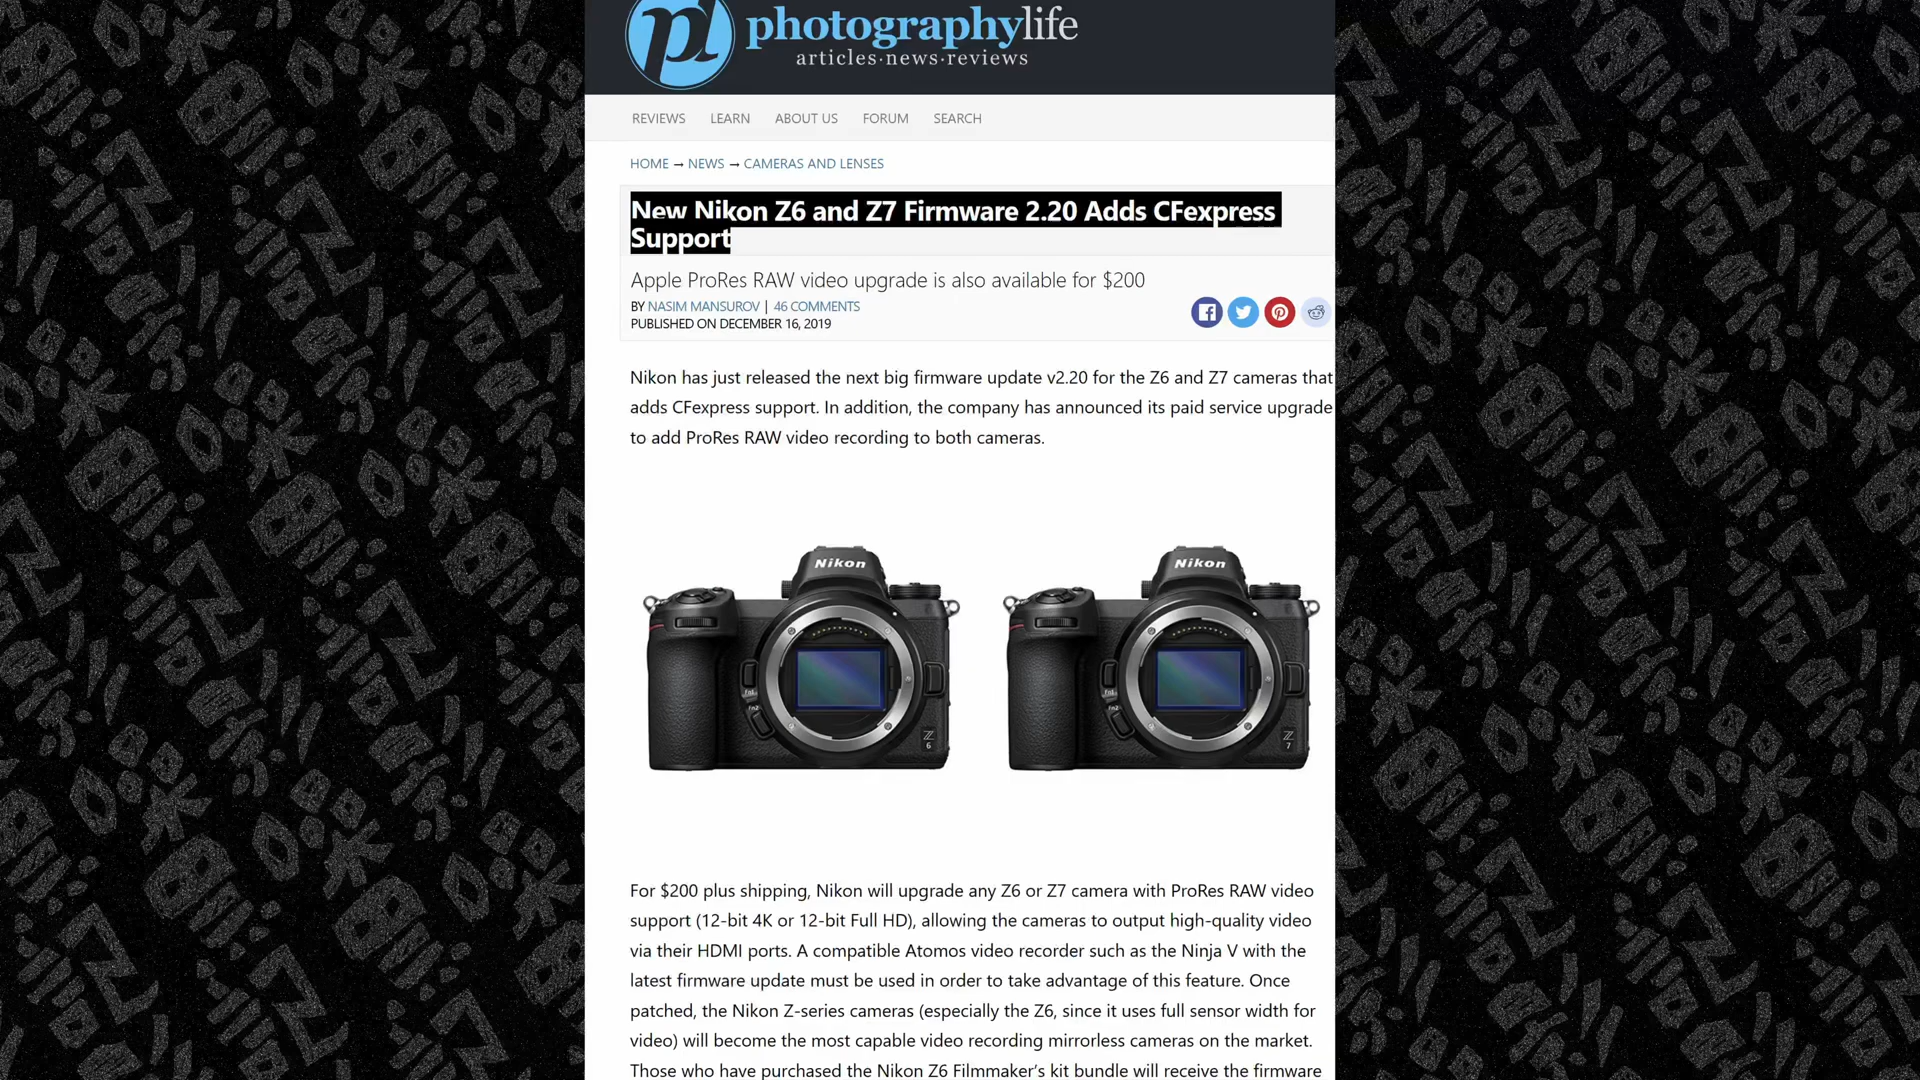 photographylife
articles·news·reviews
REVIEWS LEARN ABOUT US FORUM SEARCH
HOME → NEWS → CAMERAS AND LENSES
New Nikon Z6 and Z7 Firmware 2.20 Adds CFexpress
Support
Apple ProRes RAW video upgrade is also available for $200
BY NASIM MANSUROV | 46 COMMENTS
PUBLISHED ON DECEMBER 16, 2019
Nikon has just released the next big firmware update v2.20 for the Z6 and Z7 cameras that
adds CFexpress support. In addition, the company has announced its paid service upgrade
to add ProRes RAW video recording to both cameras.
Nikon Nikon
Fn1 Fn1
Fn2 Fn2
Z Z
6 7
For $200 plus shipping, Nikon will upgrade any Z6 or Z7 camera with ProRes RAW video
support (12-bit 4K or 12-bit Full HD), allowing the cameras to output high-quality video
via their HDMI ports. A compatible Atomos video recorder such as the Ninja V with the
latest firmware update must be used in order to take advantage of this feature. Once
patched, the Nikon Z-series cameras (especially the Z6, since it uses full sensor width for
video) will become the most capable video recording mirrorless cameras on the market.
Those who have purchased the Nikon Z6 Filmmaker's kit bundle will receive the firmware